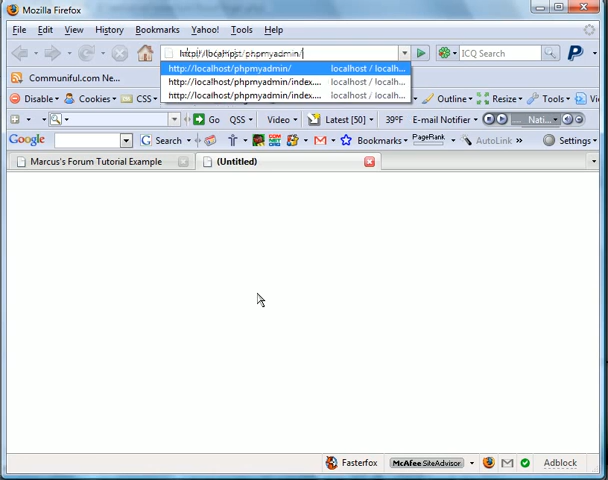 Mozilla Firefox
File Edit View History Bookmarks Yahoo! Tools Help
http://localhost/phpmyadmin/
ICQ Search
http://localhost/phpmyadmin/ localhost / localh...
http://localhost/phpmyadmin/index.... localhost / localh...
http://localhost/phpmyadmin/index.... localhost / localh...
Communiful.com Ne...
Disable Cookies CSS Outline Resize Tools
Go QSS Video Latest [50] 39°F E-mail Notifier Nati...
Google Search PageRank Bookmarks AutoLink » Settings
Marcus's Forum Tutorial Example (Untitled)
Fasterfox McAfee SiteAdvisor Adblock